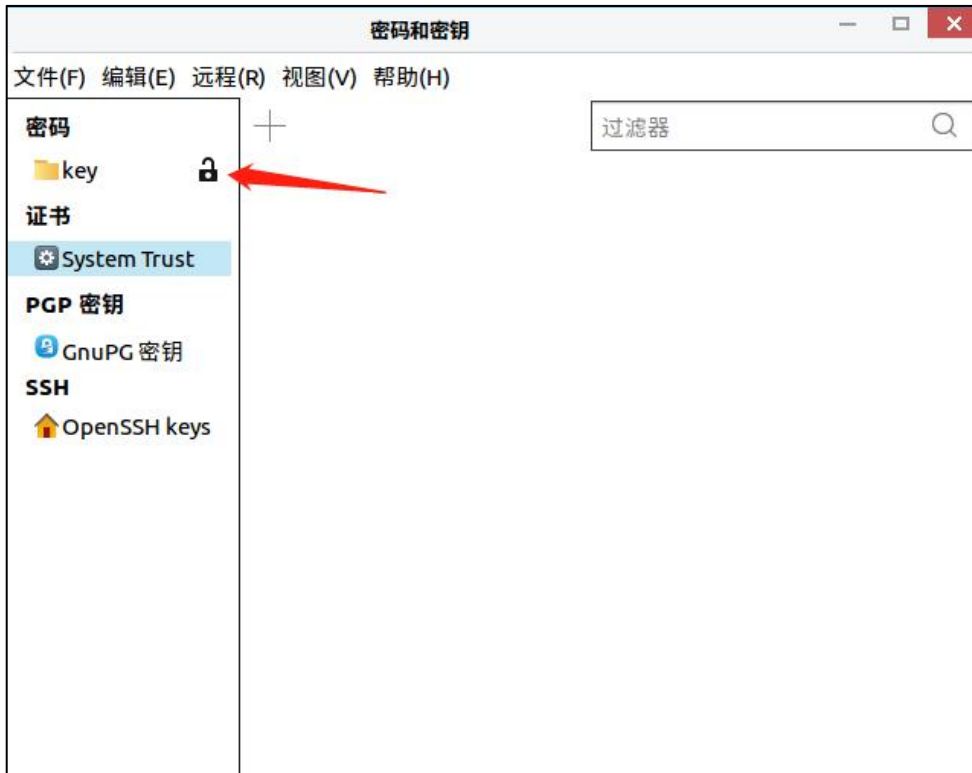 密码和密钥
文件(F) 编辑(E) 远程(R) 视图(V) 帮助(H)
密码
过滤器
key
证书
System Trust
PGP 密钥
GnuPG 密钥
SSH
OpenSSH keys